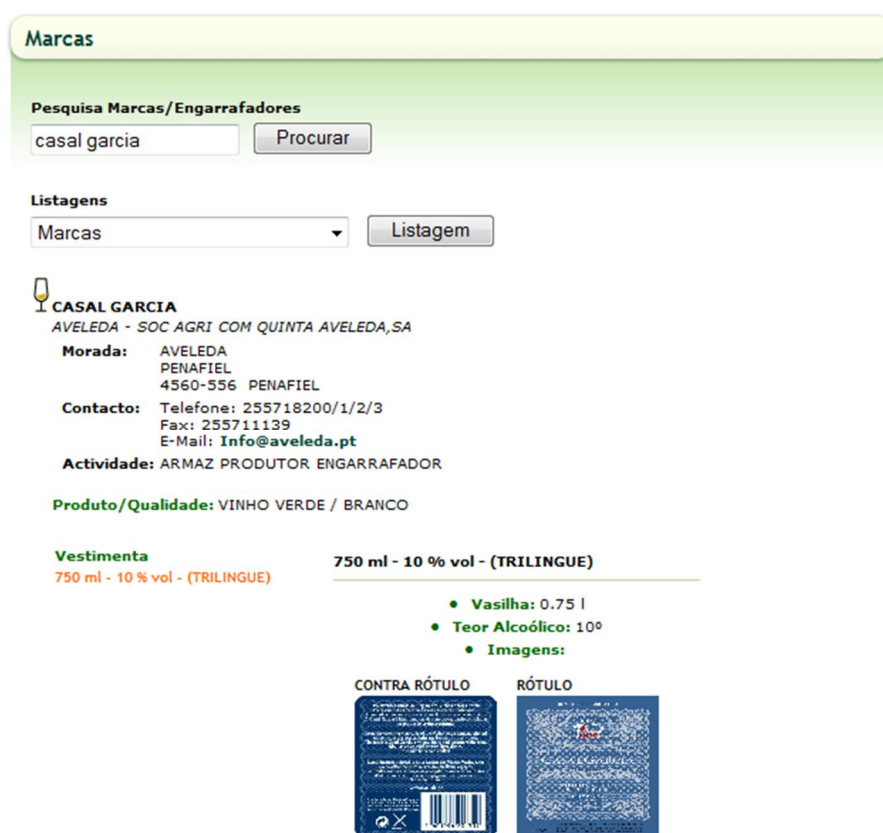 Marcas
Pesquisa Marcas/Engarrafadores
casal garcia
Procurar
Listagens
Marcas
Listagem
CASAL GARCIA
AVELEDA - SOC AGRI COM QUINTA AVELEDA,SA
Morada: AVELEDA
PENAFIEL
4560-556 PENAFIEL
Contacto: Telefone: 255718200/1/2/3
Fax: 255711139
E-Mail: Info@aveleda.pt
Actividade: ARMAZ PRODUTOR ENGARRAFADOR
Produto/Qualidade: VINHO VERDE / BRANCO
Vestimenta
750 ml - 10 % vol - (TRILINGUE)
750 ml - 10 % vol - (TRILINGUE)
• Vasilha: 0.75 l
• Teor Alcoólico: 10º
• Imagens:
CONTRA RÓTULO
RÓTULO
CASAL GARCIA